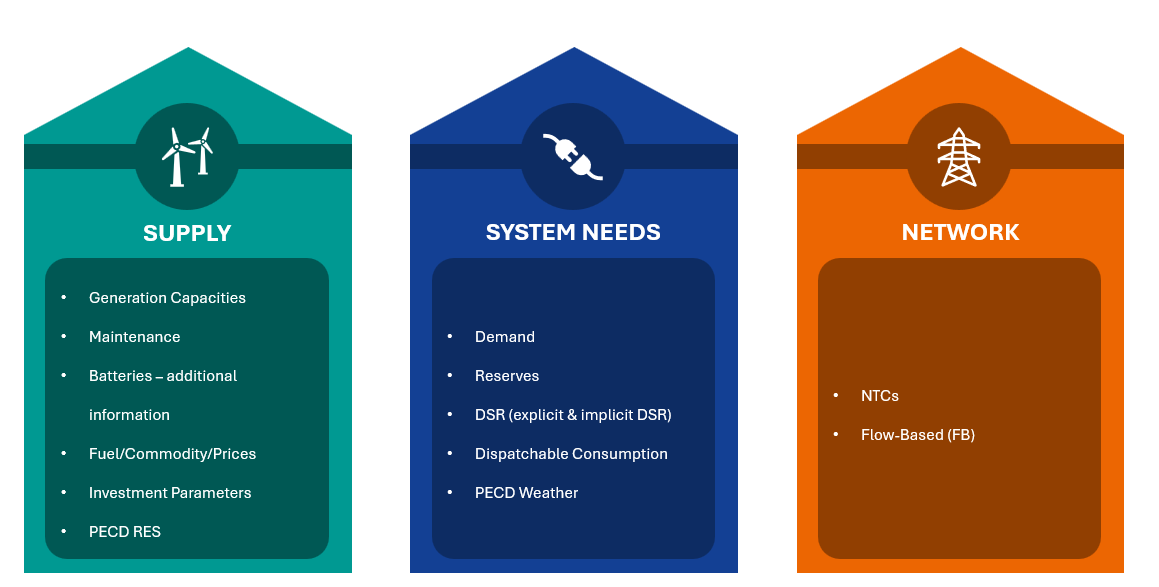 SUPPLY
• Generation Capacities
• Maintenance
• Batteries – additional
information
• Fuel/Commodity/Prices
• Investment Parameters
• PECD RES
SYSTEM NEEDS
• Demand
• Reserves
• DSR (explicit & implicit DSR)
• Dispatchable Consumption
• PECD Weather
NETWORK
• NTCs
• Flow-Based (FB)